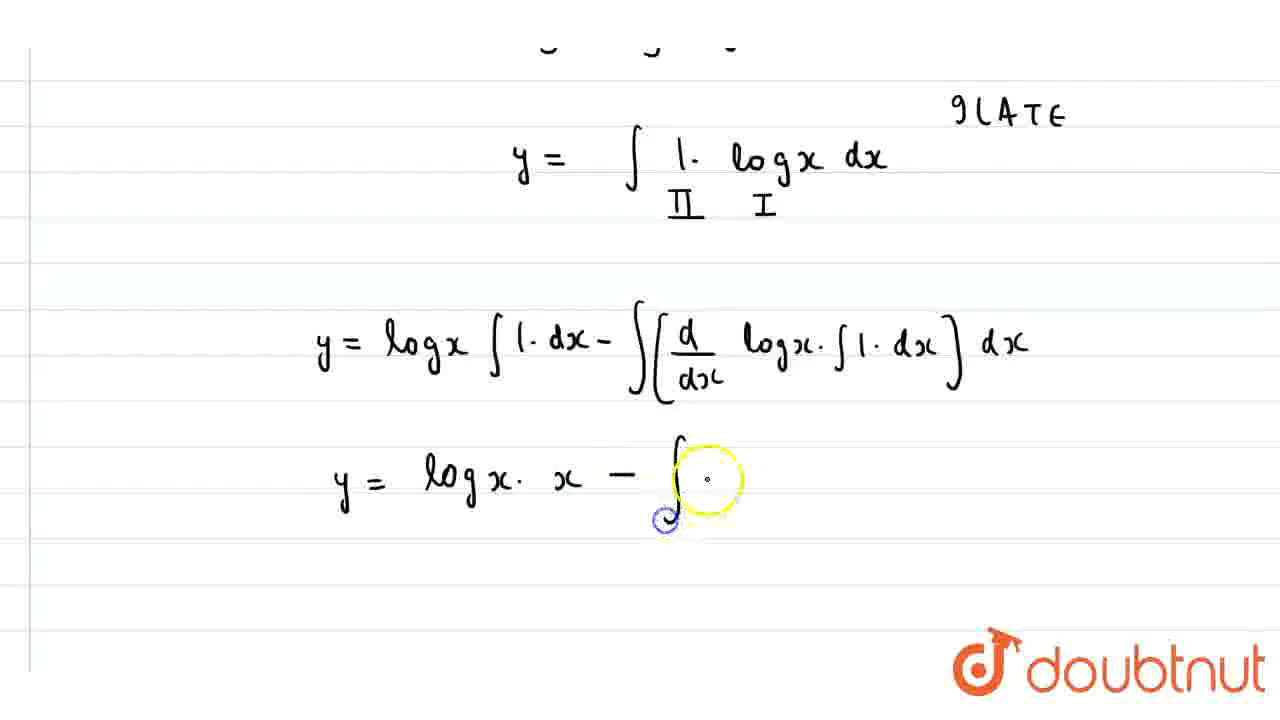 ILATE
y = ∫ 1. log x dx
II I
y = log x ∫ 1. dx - ∫ [d/dx log x. ∫ 1. dx] dx
y = log x. x - ∫
doubtnut